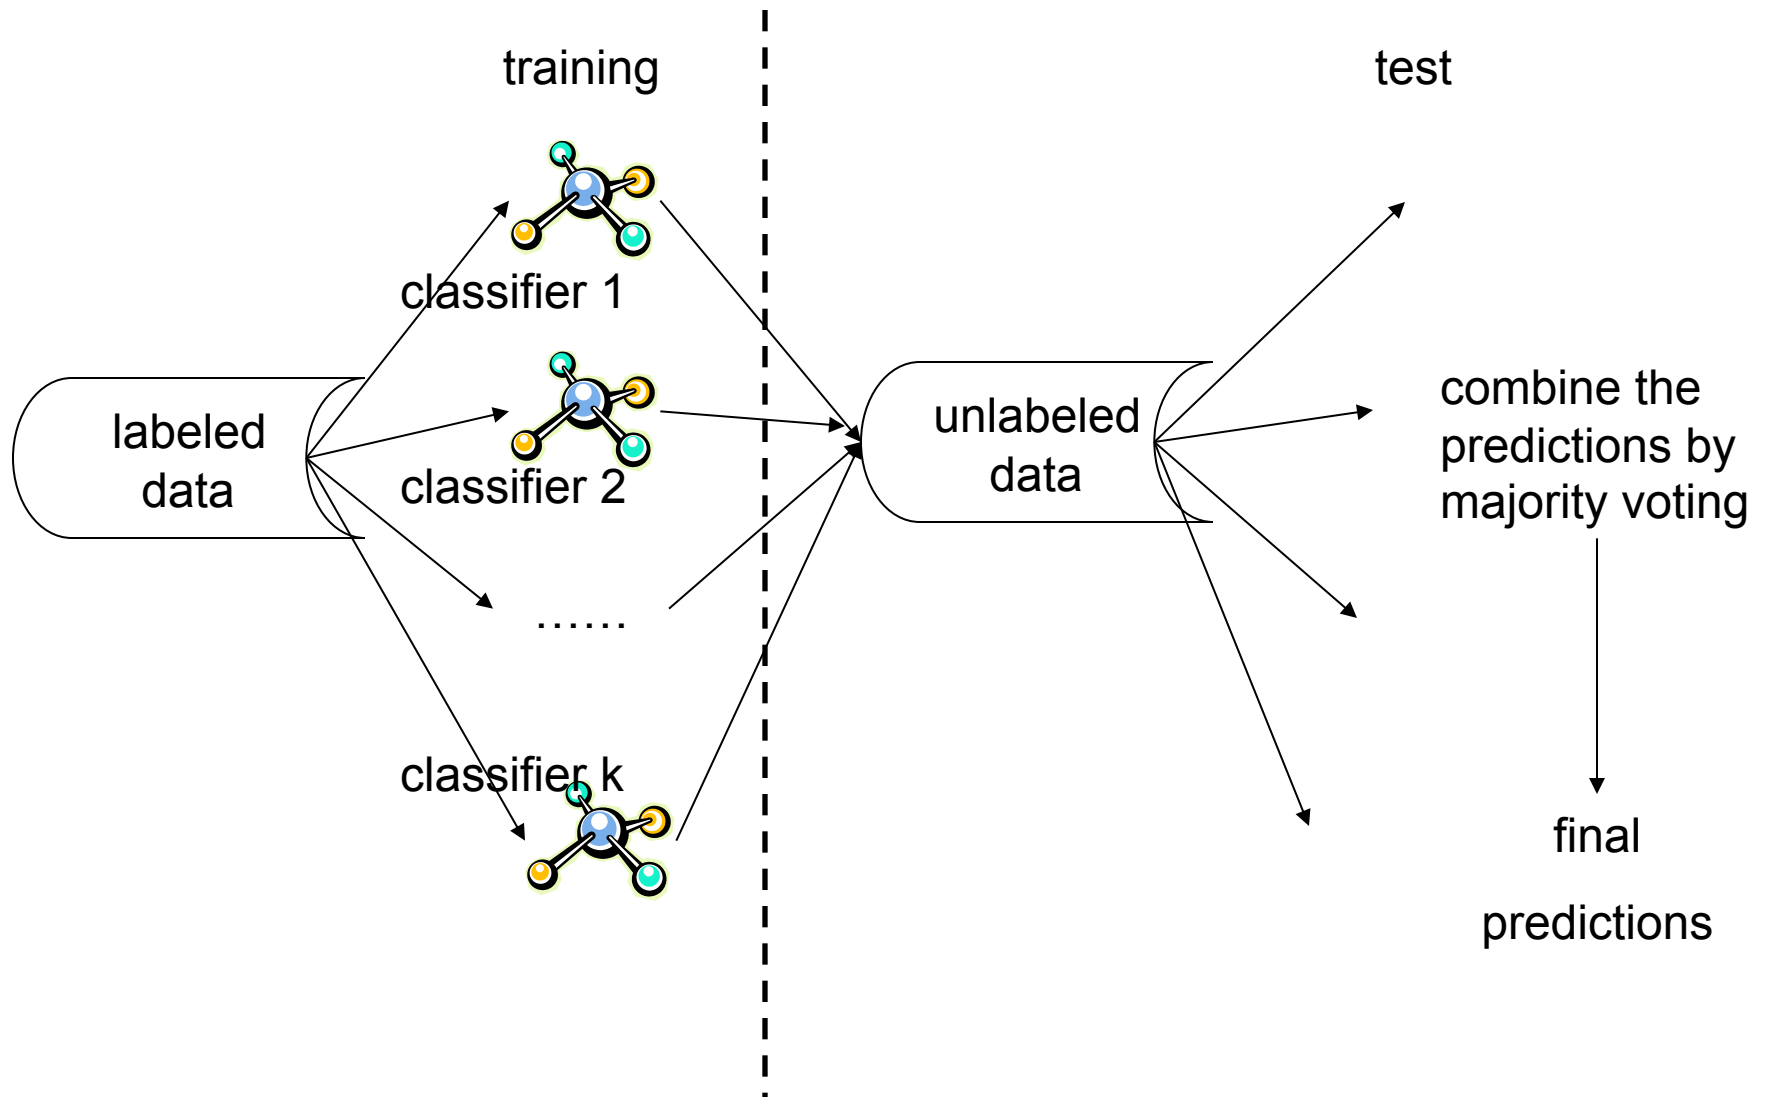 training
test
classifier 1
labeled
data
classifier 2
unlabeled
data
combine the
predictions by
majority voting
......
classifier k
final
predictions